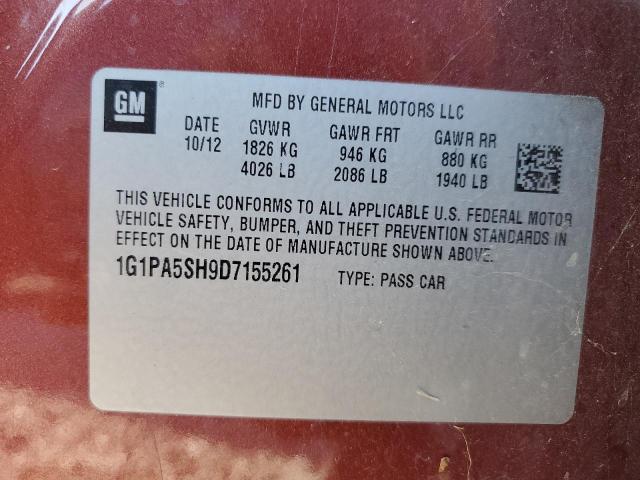 GM ®
MFD BY GENERAL MOTORS LLC
DATE GVWR GAWR FRT GAWR RR
10/12 1826 KG 946 KG 880 KG
4026 LB 2086 LB 1940 LB
THIS VEHICLE CONFORMS TO ALL APPLICABLE U.S. FEDERAL MOTOR
VEHICLE SAFETY, BUMPER, AND THEFT PREVENTION STANDARDS IN
EFFECT ON THE DATE OF MANUFACTURE SHOWN ABOVE.
1G1PA5SH9D7155261 TYPE: PASS CAR